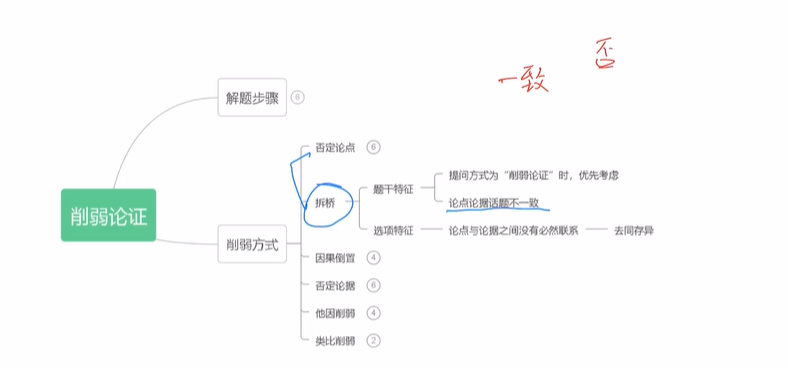 一致 否
解题步骤 6
否定论点 6
提问方式为“削弱论证”时，优先考虑
题干特征
拆桥
论点论据话题不一致
削弱论证
选项特征 论点与论据之间没有必然联系 去同存异
削弱方式
因果倒置 4
否定论据 6
他因削弱 4
类比削弱 2